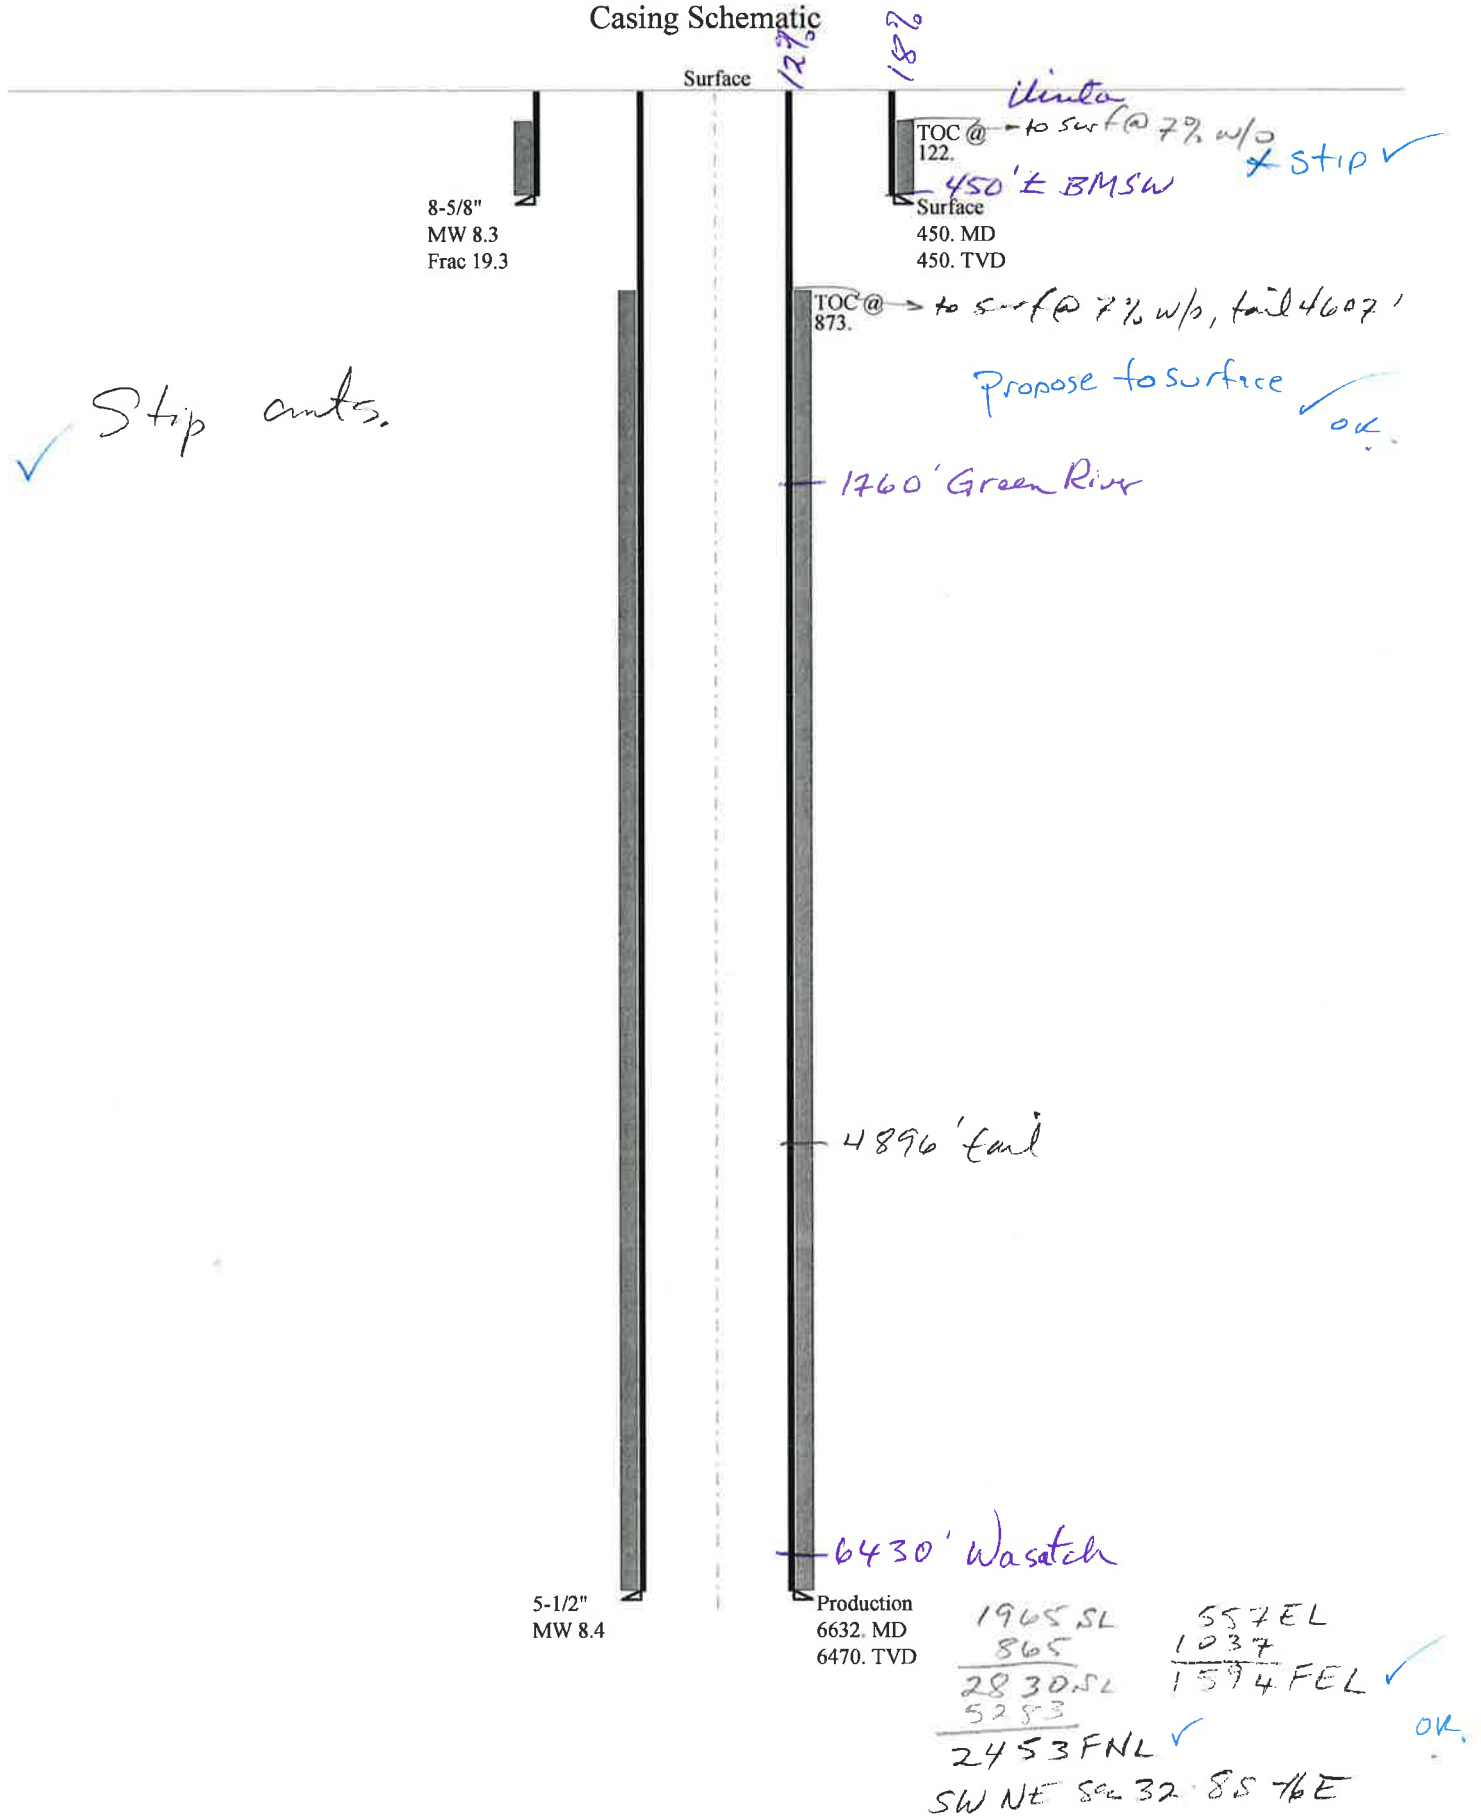 Casing Schematic
12%
18%
Surface
Uinta
TOC @ → to surf @ 7% w/o
122.
* Stip ✓
450' ± BMSW
8-5/8"
MW 8.3
Frac 19.3
Surface
450. MD
450. TVD
TOC @ → to surf @ 7% w/o, tail 4607'
873.
Propose to surface
✓ OK.
✓ Stip cmts.
1760' Green River
4896' tail
6430' Wasatch
5-1/2"
MW 8.4
Production
6632. MD
6470. TVD
1965 SL 557 EL
865 1037
2830 SL 1594 FEL ✓
5283
2453 FNL ✓ OK.
SW NE Sec 32 8S 16E